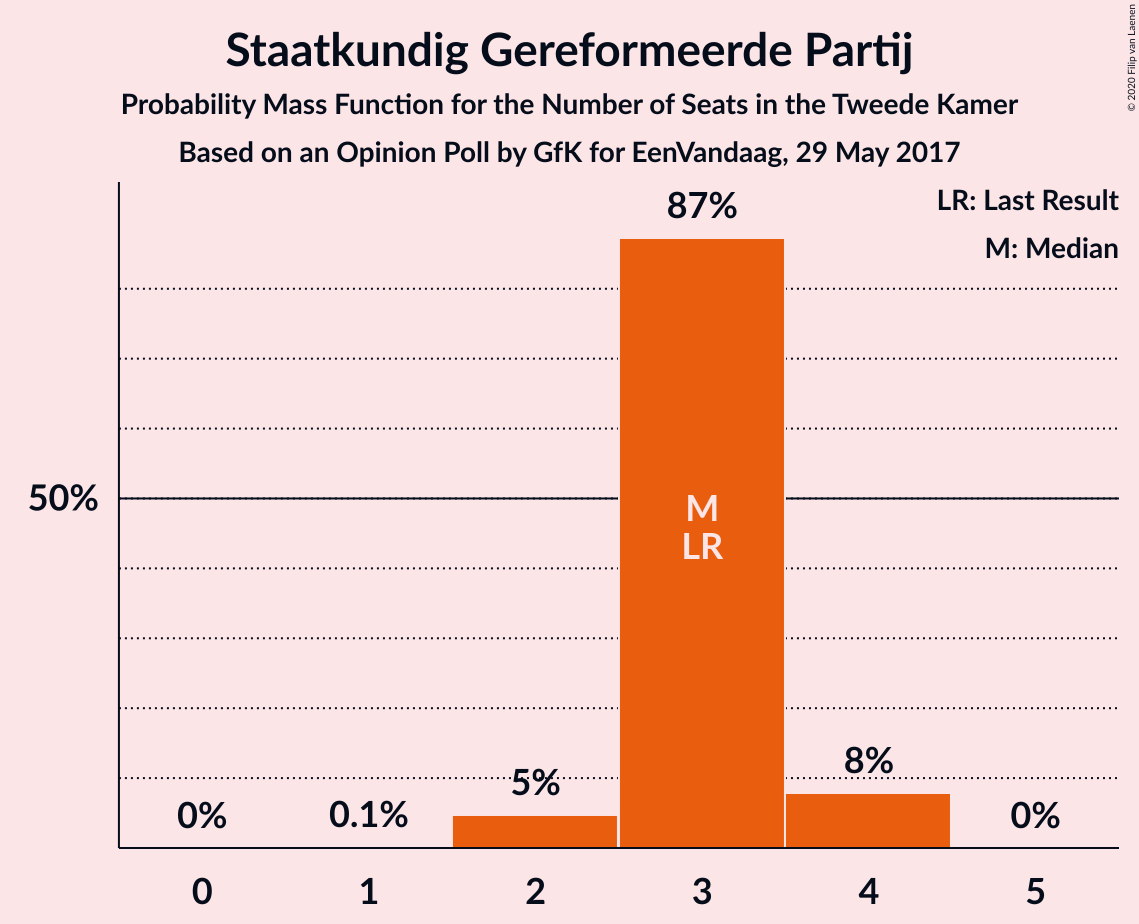 Staatkundig Gereformeerde Partij
Probability Mass Function for the Number of Seats in the Tweede Kamer
Based on an Opinion Poll by GfK for EenVandaag, 29 May 2017
© 2020 Filip van Laenen
LR: Last Result
M: Median
87%
50%
M
LR
0%
0.1%
5%
8%
0%
0
1
2
3
4
5